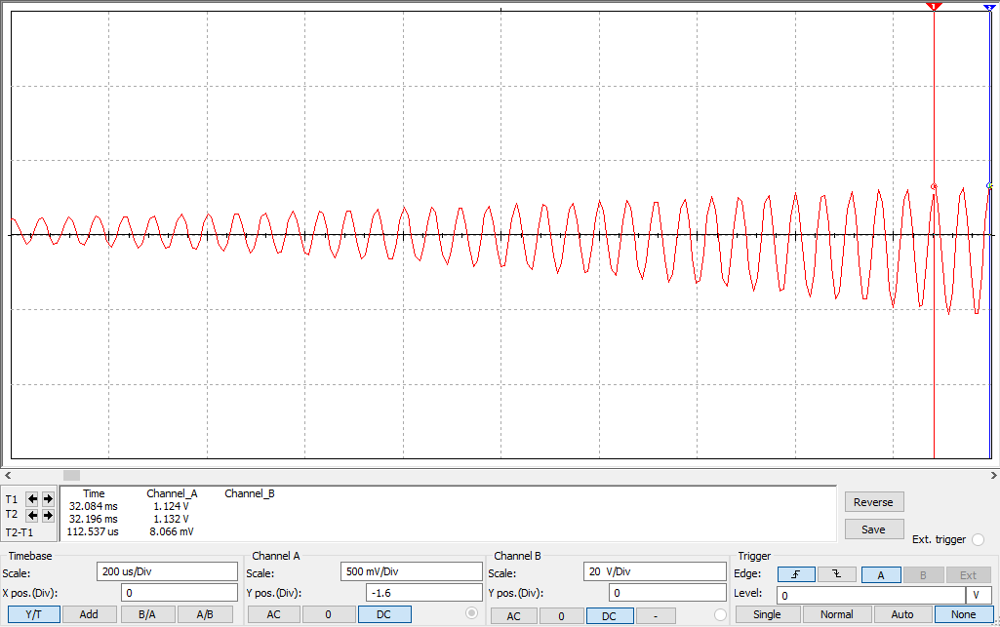 1
T1
T2
T2-T1
Time Channel_A Channel_B
32.084 ms 1.124 V
32.196 ms 1.132 V
112.537 us 8.066 mV
Reverse
Save
Ext. trigger
Timebase
Scale: 200 us/Div
X pos.(Div): 0
Y/T Add B/A A/B
Channel A
Scale: 500 mV/Div
Y pos.(Div): -1.6
AC 0 DC
Channel B
Scale: 20 V/Div
Y pos.(Div): 0
AC 0 DC -
Trigger
Edge: A B Ext
Level: 0 V
Single Normal Auto None